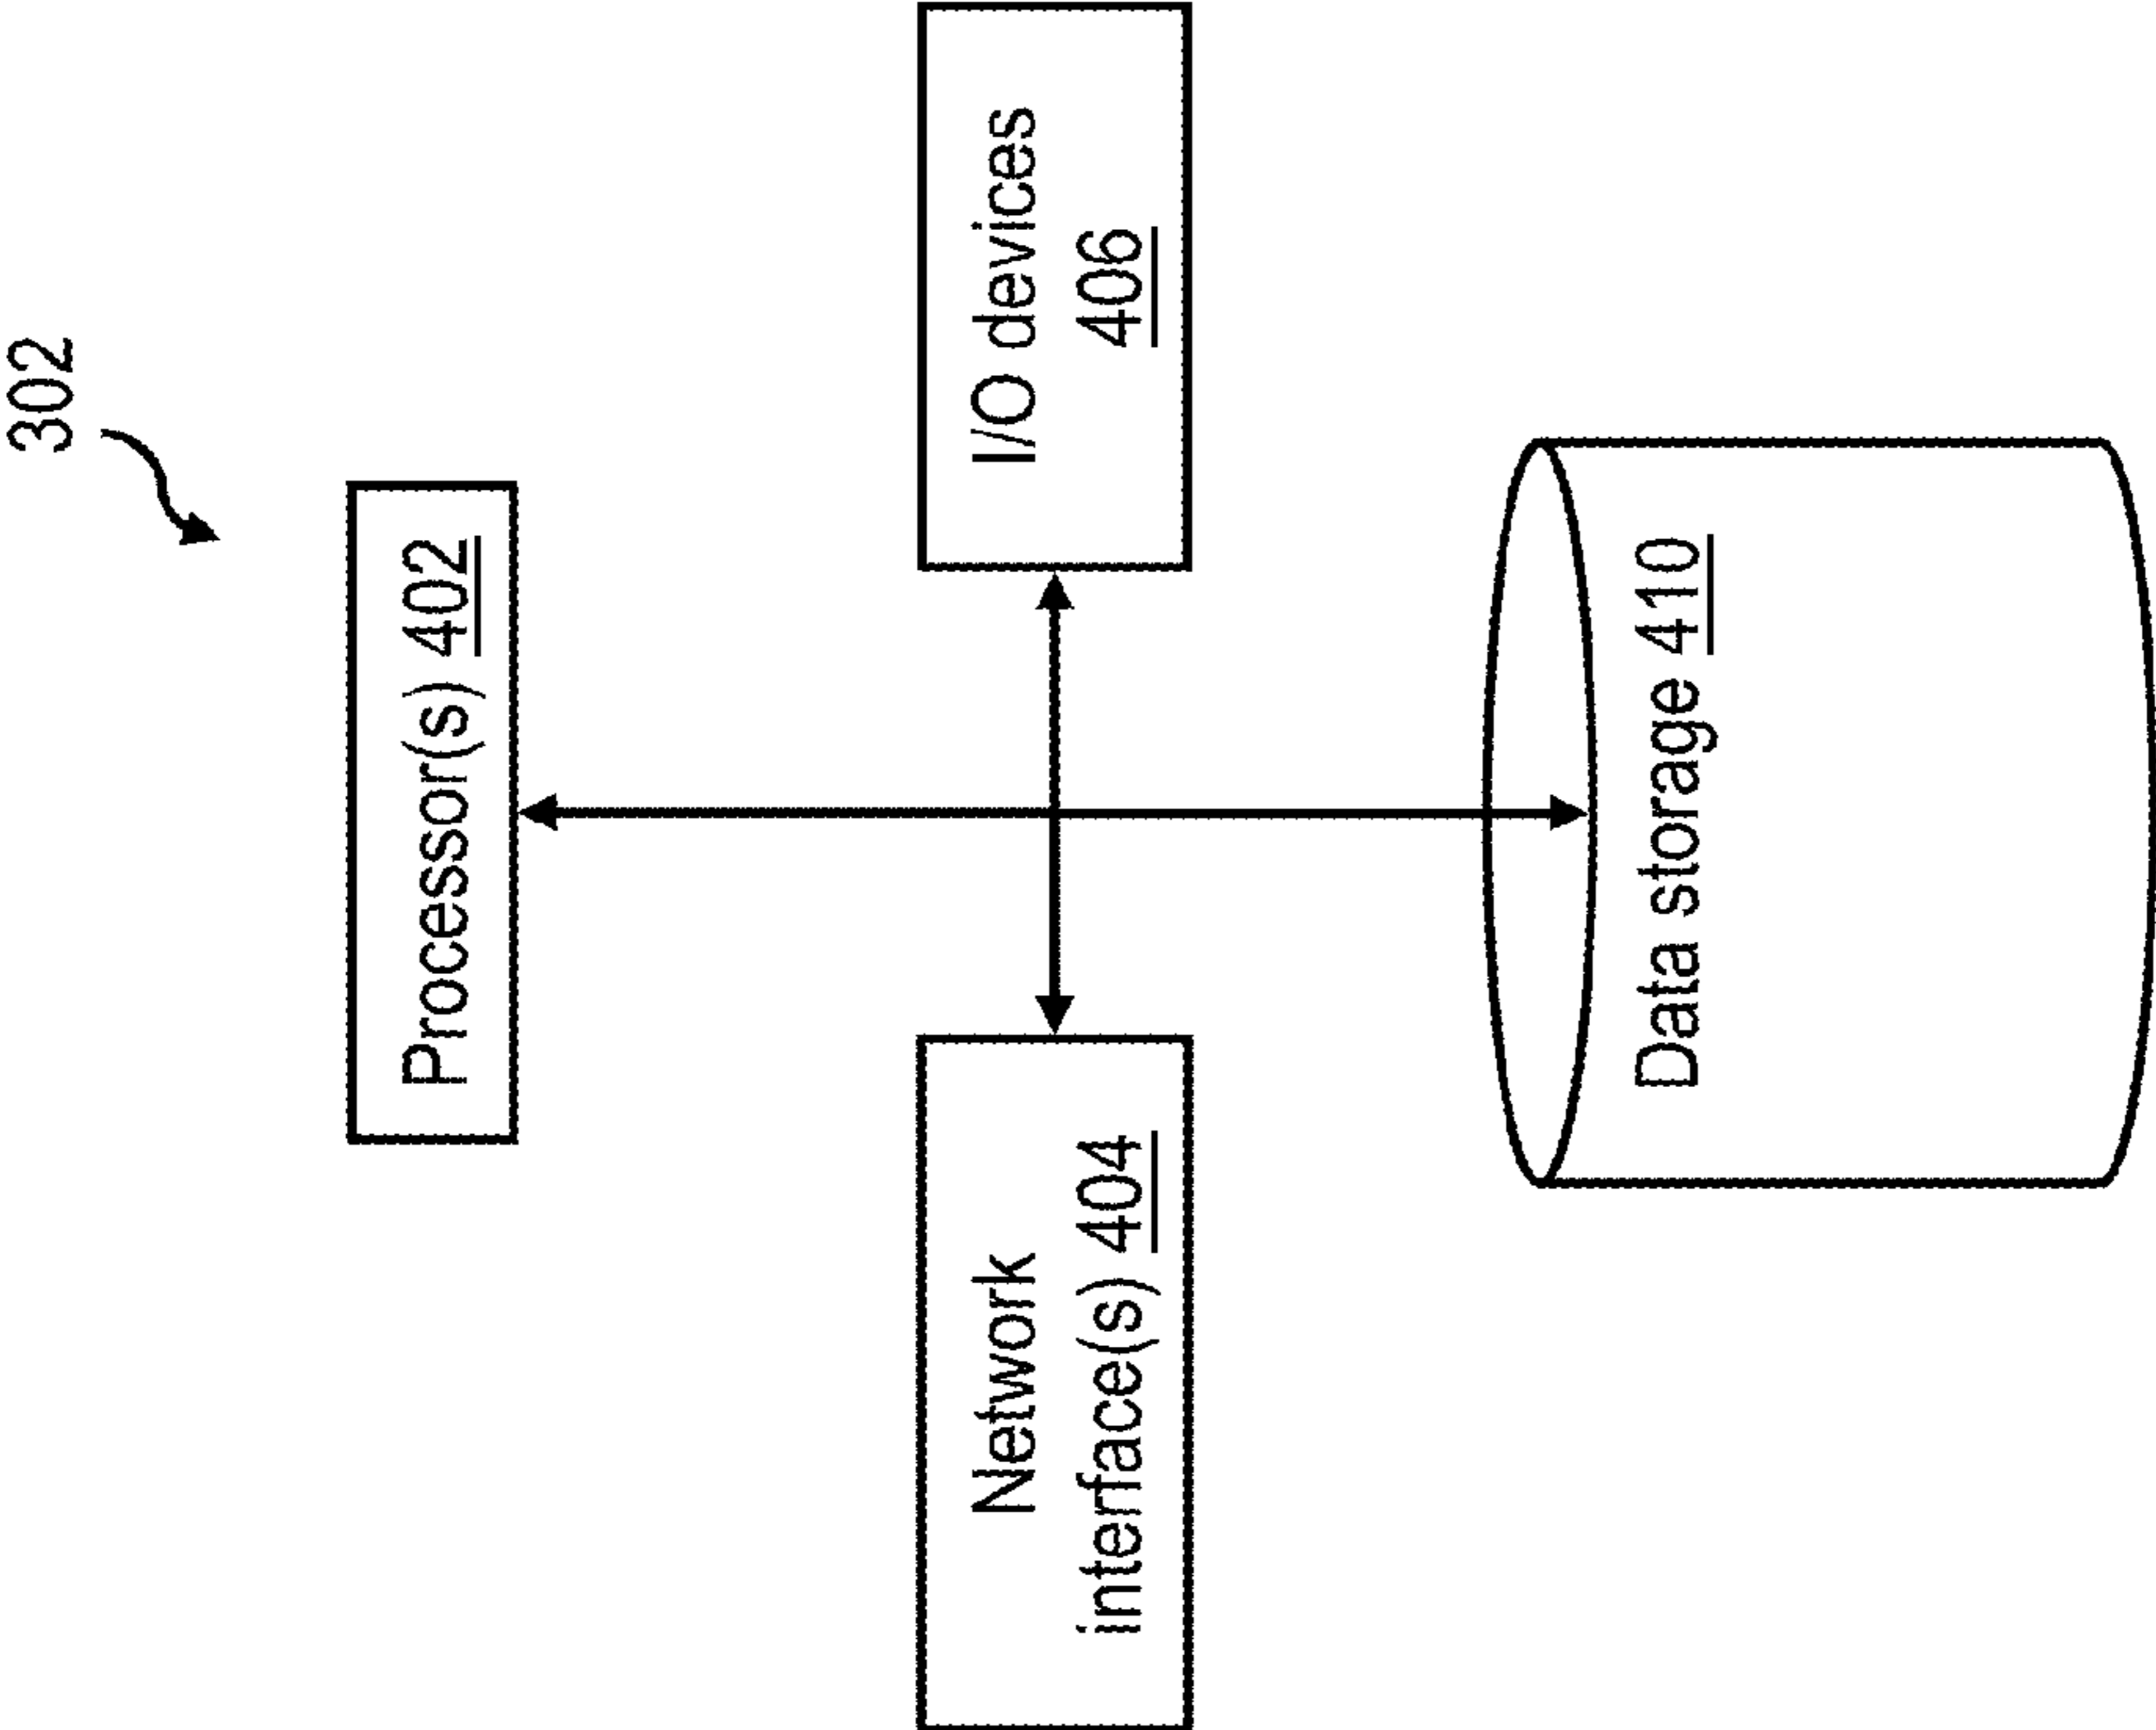 302
Processor(s) 402
Network
interface(s) 404
I/O devices
406
Data storage 410